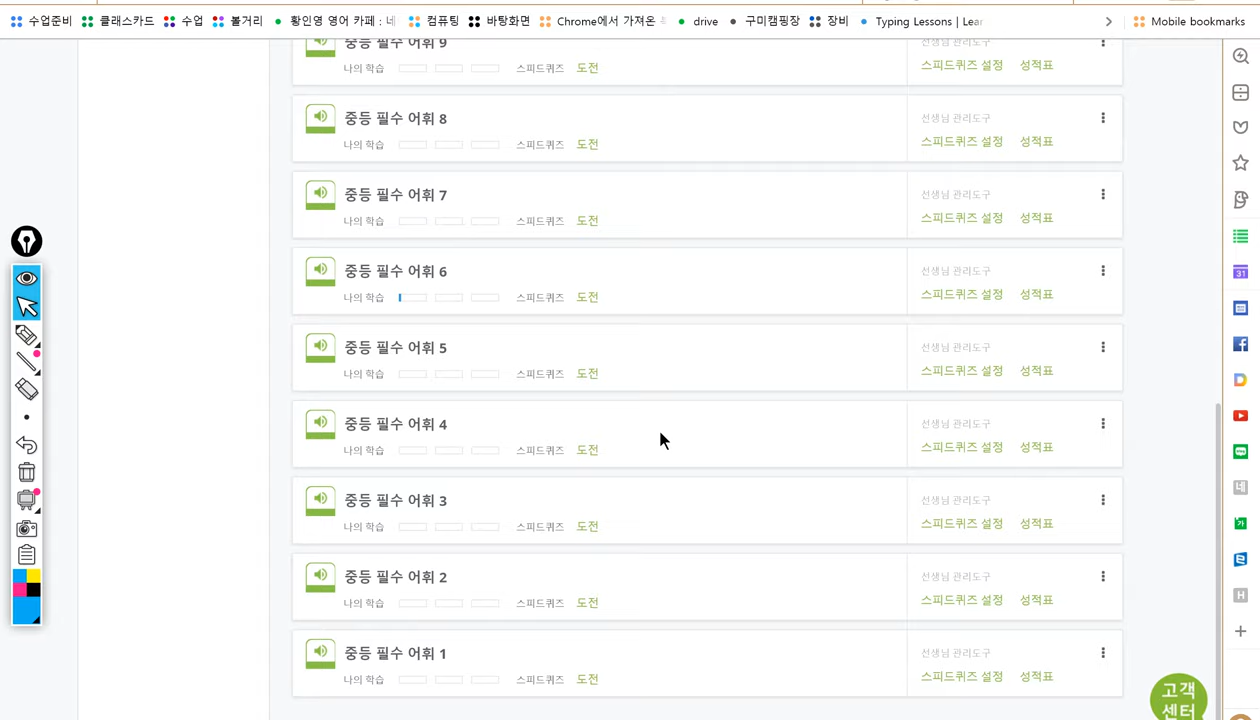 수업준비 클래스카드 수업 볼거리 황인영 영어 카페 : 네 컴퓨팅 바탕화면 Chrome에서 가져온 drive 구미캠핑장 장비 Typing Lessons | Lear Mobile bookmarks
중등 필수 어휘 9 선생님 관리도구
나의 학습 스피드퀴즈 도전 스피드퀴즈 설정 성적표
중등 필수 어휘 8 선생님 관리도구
나의 학습 스피드퀴즈 도전 스피드퀴즈 설정 성적표
중등 필수 어휘 7 선생님 관리도구
나의 학습 스피드퀴즈 도전 스피드퀴즈 설정 성적표
중등 필수 어휘 6 선생님 관리도구
나의 학습 스피드퀴즈 도전 스피드퀴즈 설정 성적표
중등 필수 어휘 5 선생님 관리도구
나의 학습 스피드퀴즈 도전 스피드퀴즈 설정 성적표
중등 필수 어휘 4 선생님 관리도구
나의 학습 스피드퀴즈 도전 스피드퀴즈 설정 성적표
중등 필수 어휘 3 선생님 관리도구
나의 학습 스피드퀴즈 도전 스피드퀴즈 설정 성적표
중등 필수 어휘 2 선생님 관리도구
나의 학습 스피드퀴즈 도전 스피드퀴즈 설정 성적표
중등 필수 어휘 1 선생님 관리도구
나의 학습 스피드퀴즈 도전 스피드퀴즈 설정 성적표
고객
센터
31